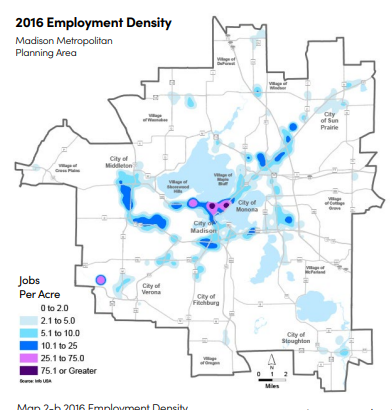 2016 Employment Density
Madison Metropolitan
Planning Area
Village of
DeForest
Village of
Windsor
City
of Sun
Prairie
Village of
Waunakee
City of
Middleton
Village of
Cross Plains
Village of
Shorewood
Hills
Village of
Maple
Bluff
City of
Monona
Village of
Cottage
Grove
City of
Madison
Village of
McFarland
City of
Verona
City of
Fitchburg
City of
Stoughton
Village of
Oregon
Jobs
Per Acre
0 to 2.0
2.1 to 5.0
5.1 to 10.0
10.1 to 25
25.1 to 75.0
75.1 or Greater
Source: Info USA
N
0 2
Miles
Map 2-b 2016 Employment Density